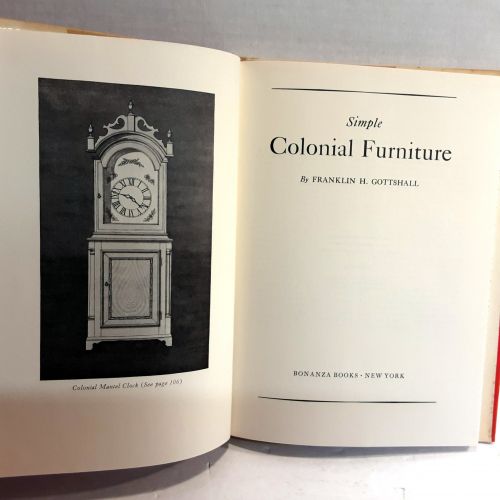 Colonial Mantel Clock (See page 106)
Simple
Colonial Furniture
By FRANKLIN H. GOTTSHALL
BONANZA BOOKS · NEW YORK